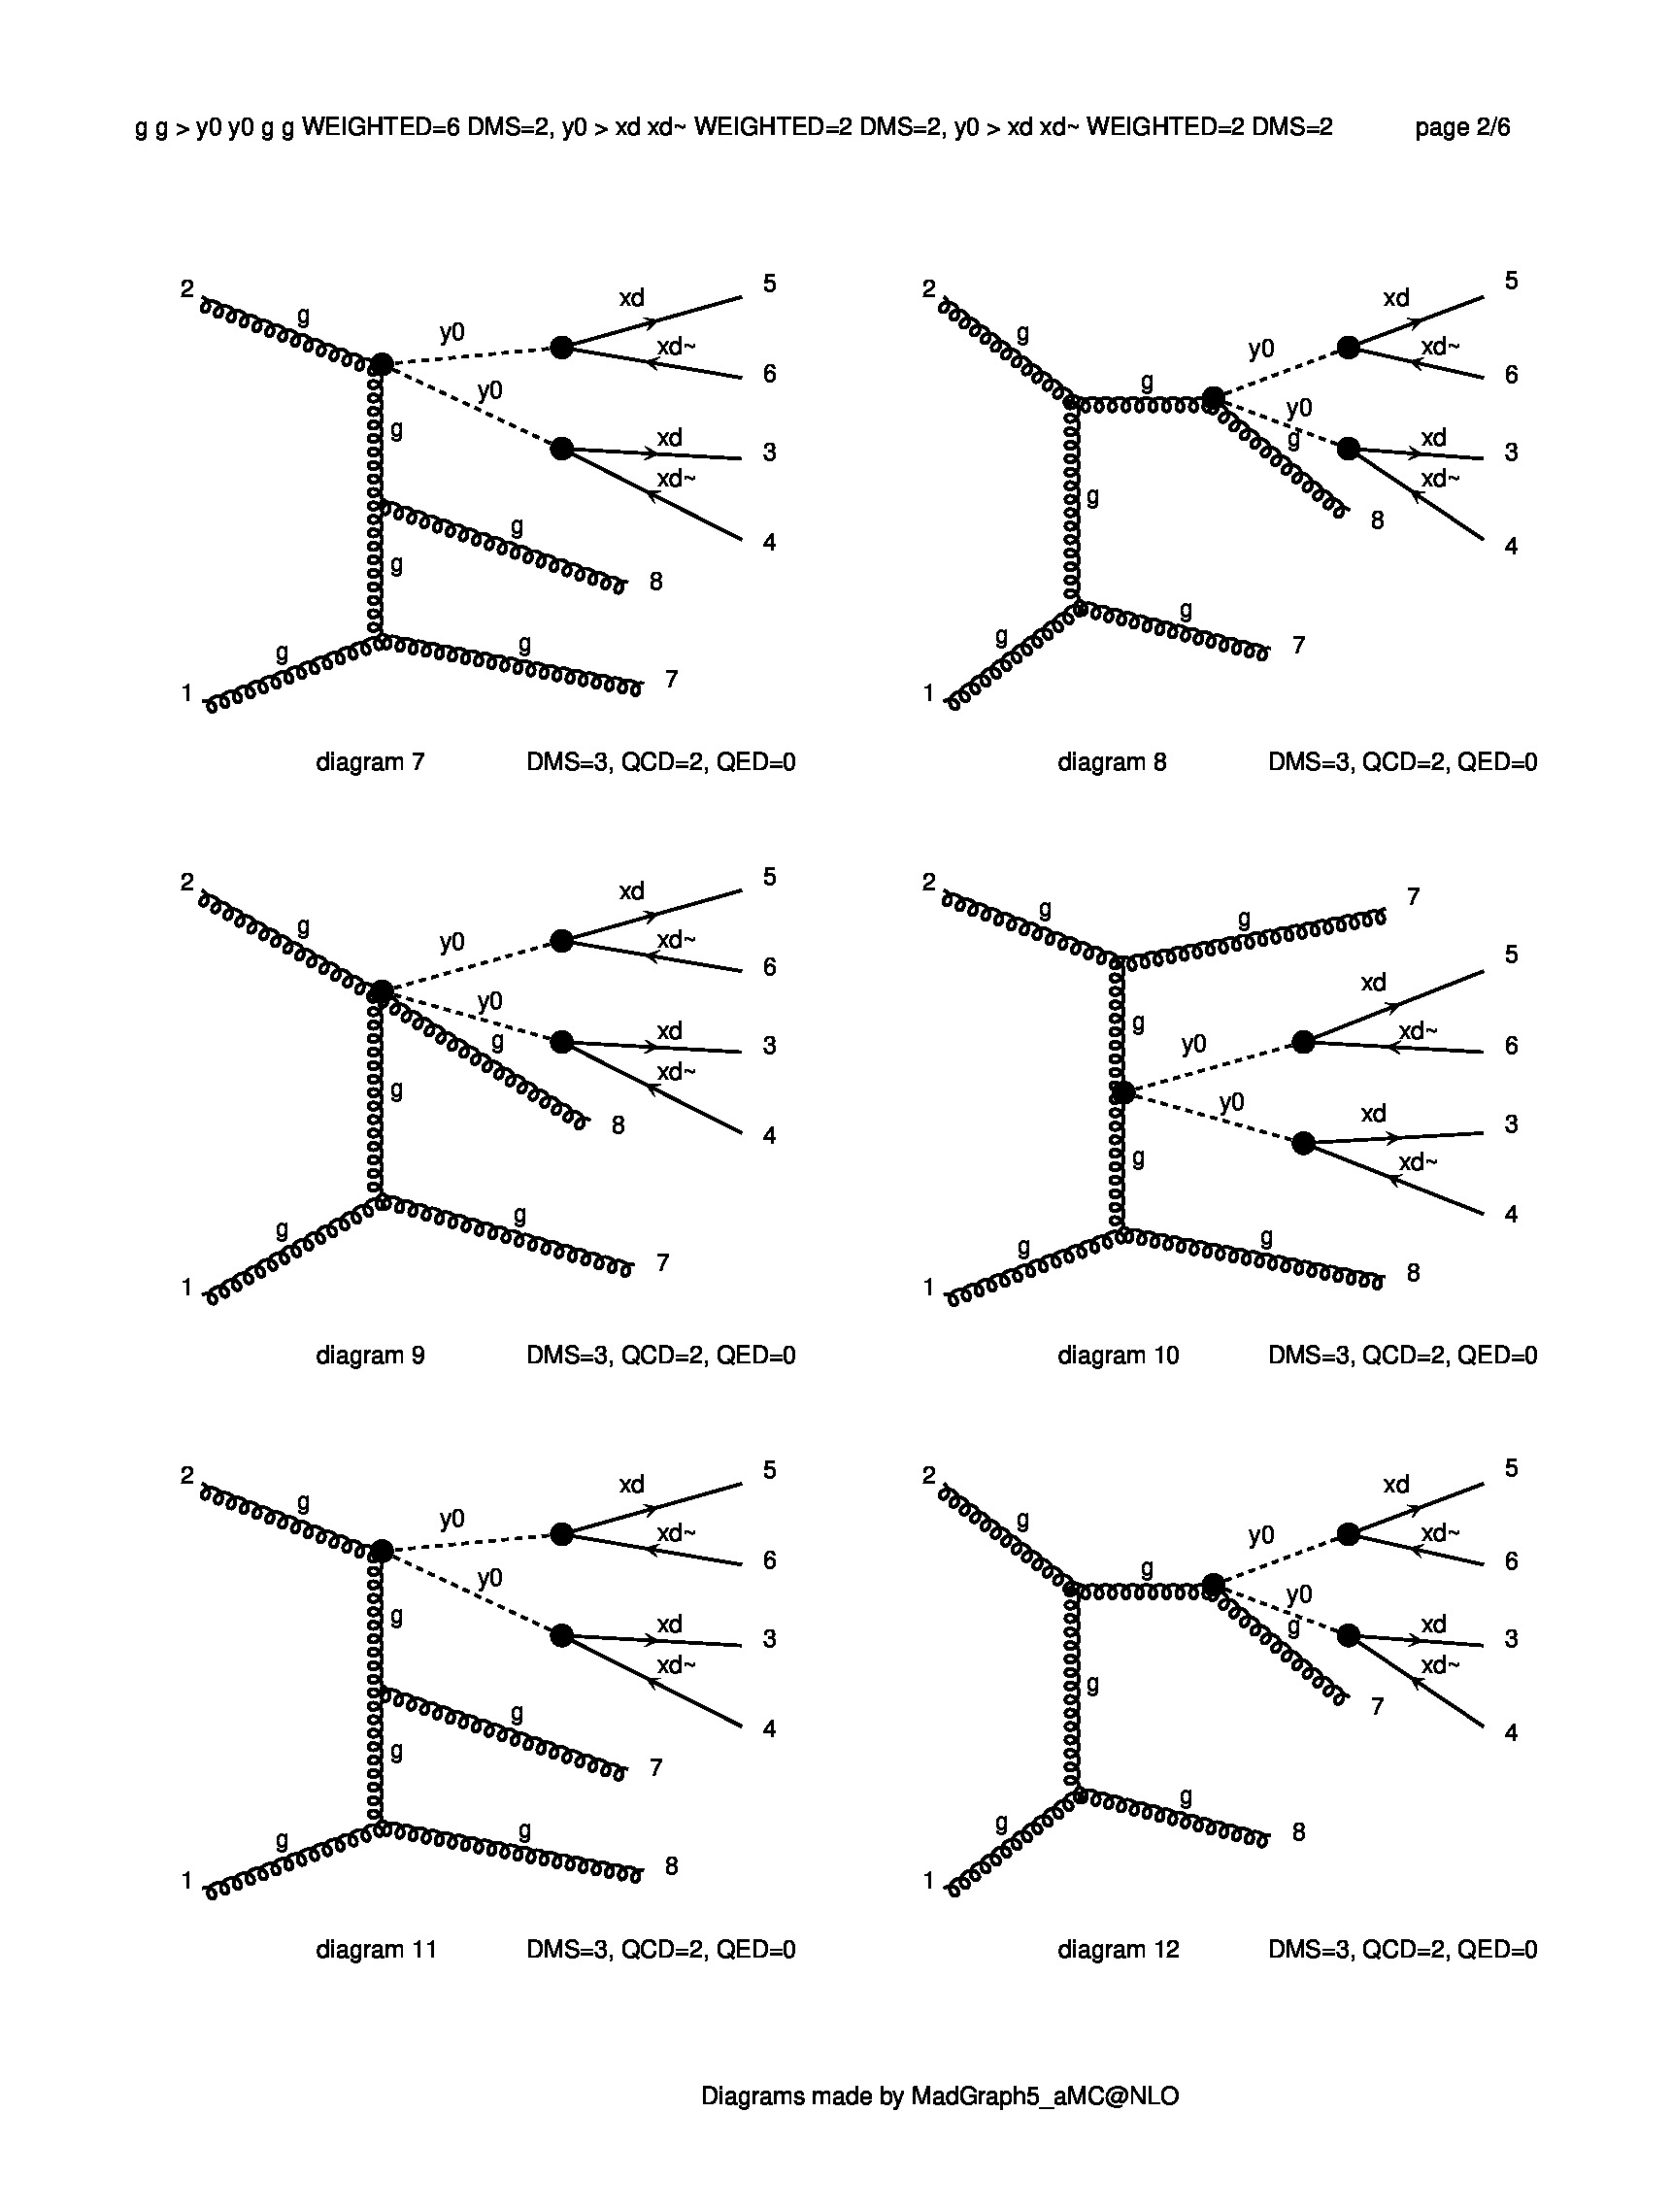 g g > y0 y0 g g WEIGHTED=6 DMS=2, y0 > xd xd~ WEIGHTED=2 DMS=2, y0 > xd xd~ WEIGHTED=2 DMS=2 page 2/6
2
g
y0
xd
5
xd~
6
y0
g
xd
3
xd~
4
g
8
g
g
g
7
1
diagram 7 DMS=3, QCD=2, QED=0
2
g
g
y0
xd
5
xd~
6
y0
g
xd
3
xd~
4
g
8
g
g
7
1
diagram 8 DMS=3, QCD=2, QED=0
2
g
y0
xd
5
xd~
6
y0
g
xd
3
xd~
4
g
8
g
g
7
1
diagram 9 DMS=3, QCD=2, QED=0
2
g
g
7
g
y0
xd
5
xd~
6
y0
xd
3
xd~
4
g
g
g
8
1
diagram 10 DMS=3, QCD=2, QED=0
2
g
y0
xd
5
xd~
6
y0
g
xd
3
xd~
4
g
7
g
g
g
8
1
diagram 11 DMS=3, QCD=2, QED=0
2
g
g
y0
xd
5
xd~
6
y0
g
xd
3
xd~
4
g
7
g
g
8
1
diagram 12 DMS=3, QCD=2, QED=0
Diagrams made by MadGraph5_aMC@NLO